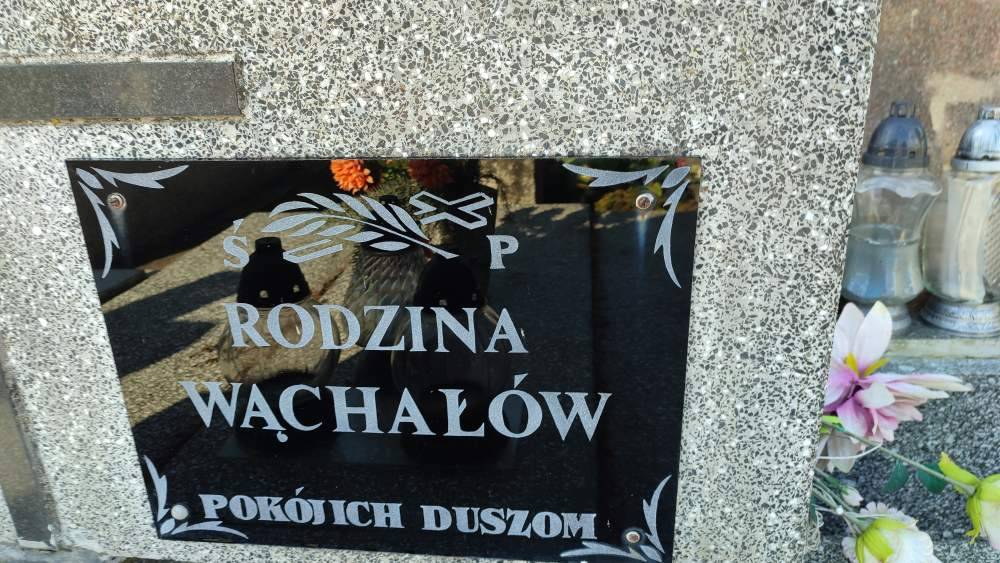 Ś P
RODZINA
WĄCHAŁÓW
POKÓJ ICH DUSZOM